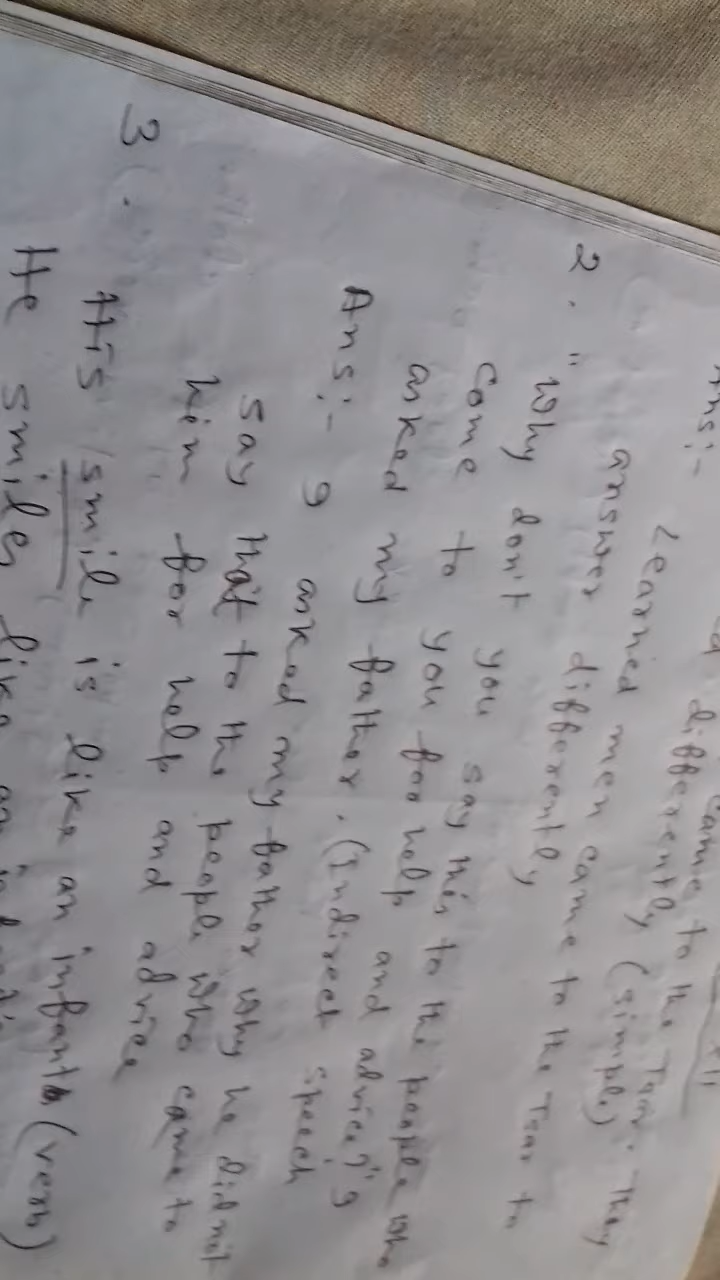 came to the Tsar. They
Ans:- differently (simple)
Learned men came to the Tsar to
answer differently
2. "Why don't you say this to the people who
come to you for help and advice?" I
asked my father. (Indirect speech
Ans:- I asked my father why he did not
say that to the people who came to
him for help and advice
3. His smile is like an infant (verb)
He smiles like an